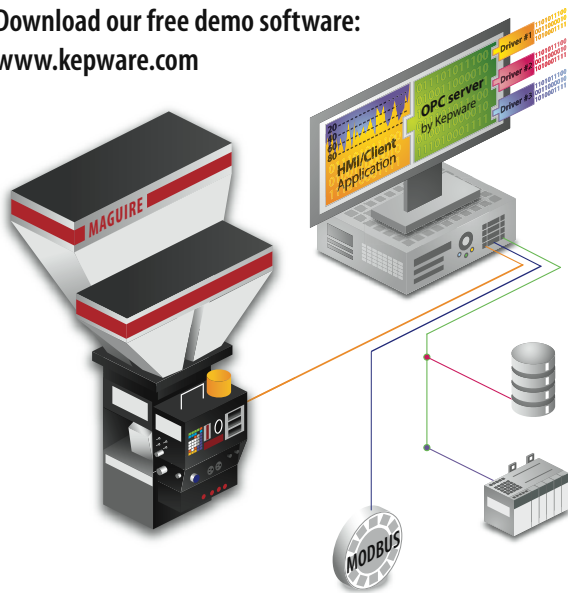 Download our free demo software:
www.kepware.com
Driver #1
Driver #2
Driver #3
OPC server
by Kepware
20
40
60
80
HMI/Client
Application
MAGUIRE
MODBUS